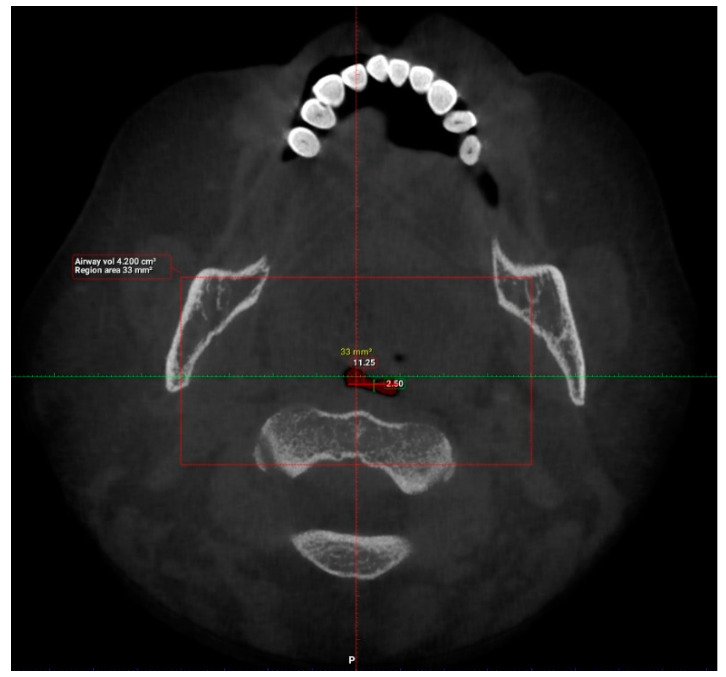 Airway vol 4.200 cm³
Region area 33 mm²
33 mm²
11.25
2.50
P